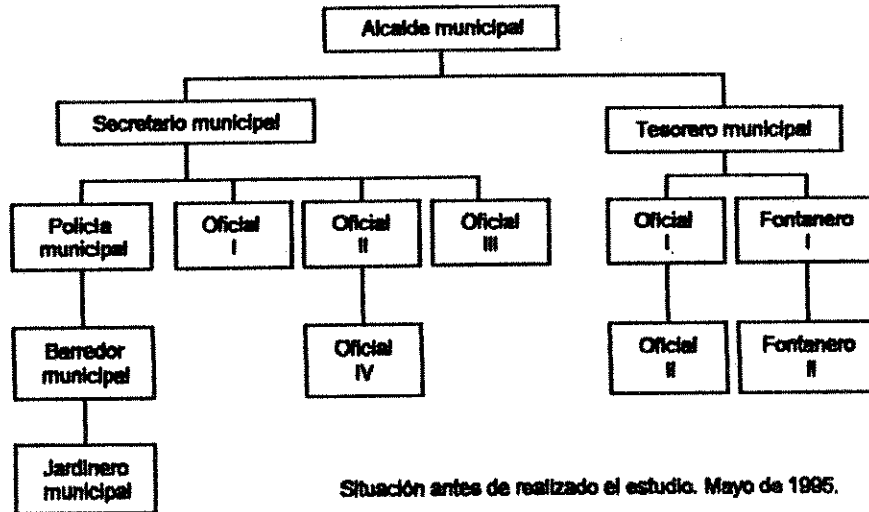 Alcalde municipal
Secretario municipal
Tesorero municipal
Policía
municipal
Oficial
I
Oficial
II
Oficial
III
Oficial
I
Fontanero
I
Barredor
municipal
Oficial
IV
Oficial
II
Fontanero
II
Jardinero
municipal
Situación antes de realizado el estudio. Mayo de 1995.